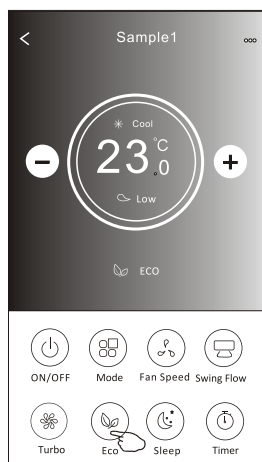 Sample1
Cool
23.0°C
Low
ECO
ON/OFF Mode Fan Speed Swing Flow
Turbo Eco Sleep Timer